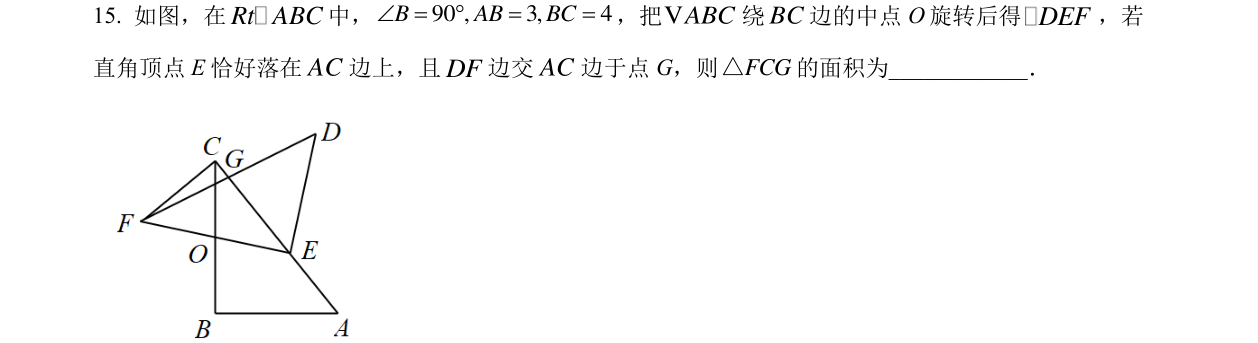 15. 如图，在Rt□ABC中，∠B=90°,AB=3,BC=4，把VABC绕BC边的中点O旋转后得□DEF，若
直角顶点E恰好落在AC边上，且DF边交AC边于点G，则△FCG的面积为____________．
D
C
G
F
O
E
B
A